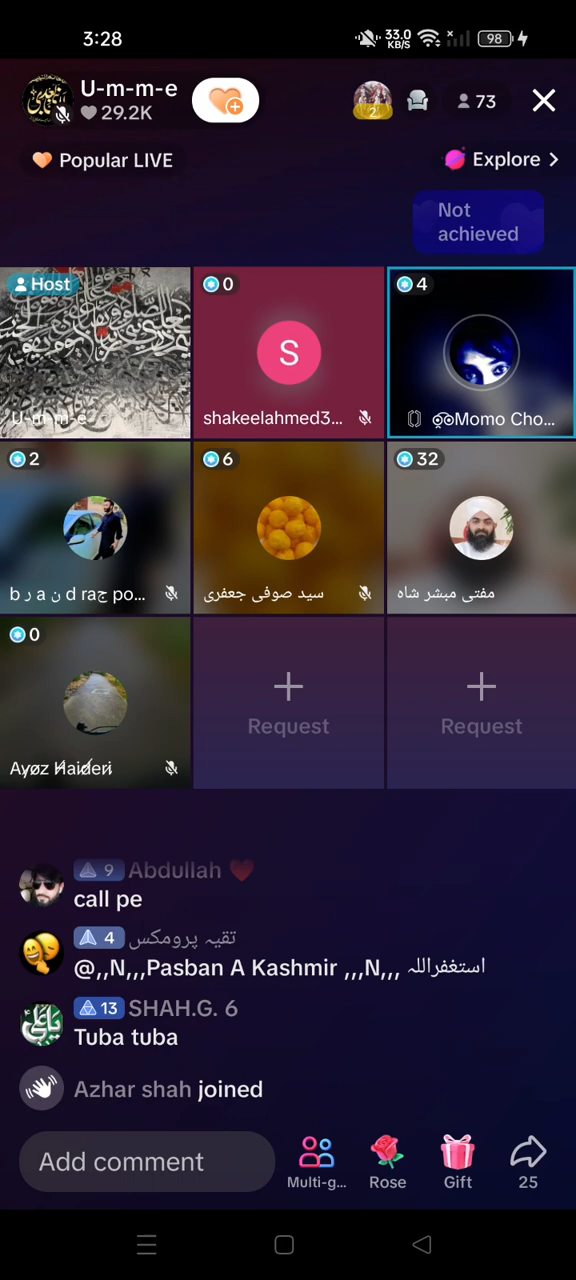 3:28
33.0
KB/S
98
U-m-m-e
29.2K
2
73
Popular LIVE
Explore
Not
achieved
Host
0
4
U-m-m-e
shakeelahmed3...
Momo Cho...
2
6
32
b ر a ن d raج po...
سید صوفی جعفری
مفتی مبشر شاہ
0
Request
Request
Ayøz Haideri
9 Abdullah ❤️
call pe
4 تقیہ پرومکس
@,,N,,,Pasban A Kashmir ,,,N,,, استغفراللہ
13 SHAH.G. 6
Tuba tuba
Azhar shah joined
Add comment
Multi-g...
Rose
Gift
25